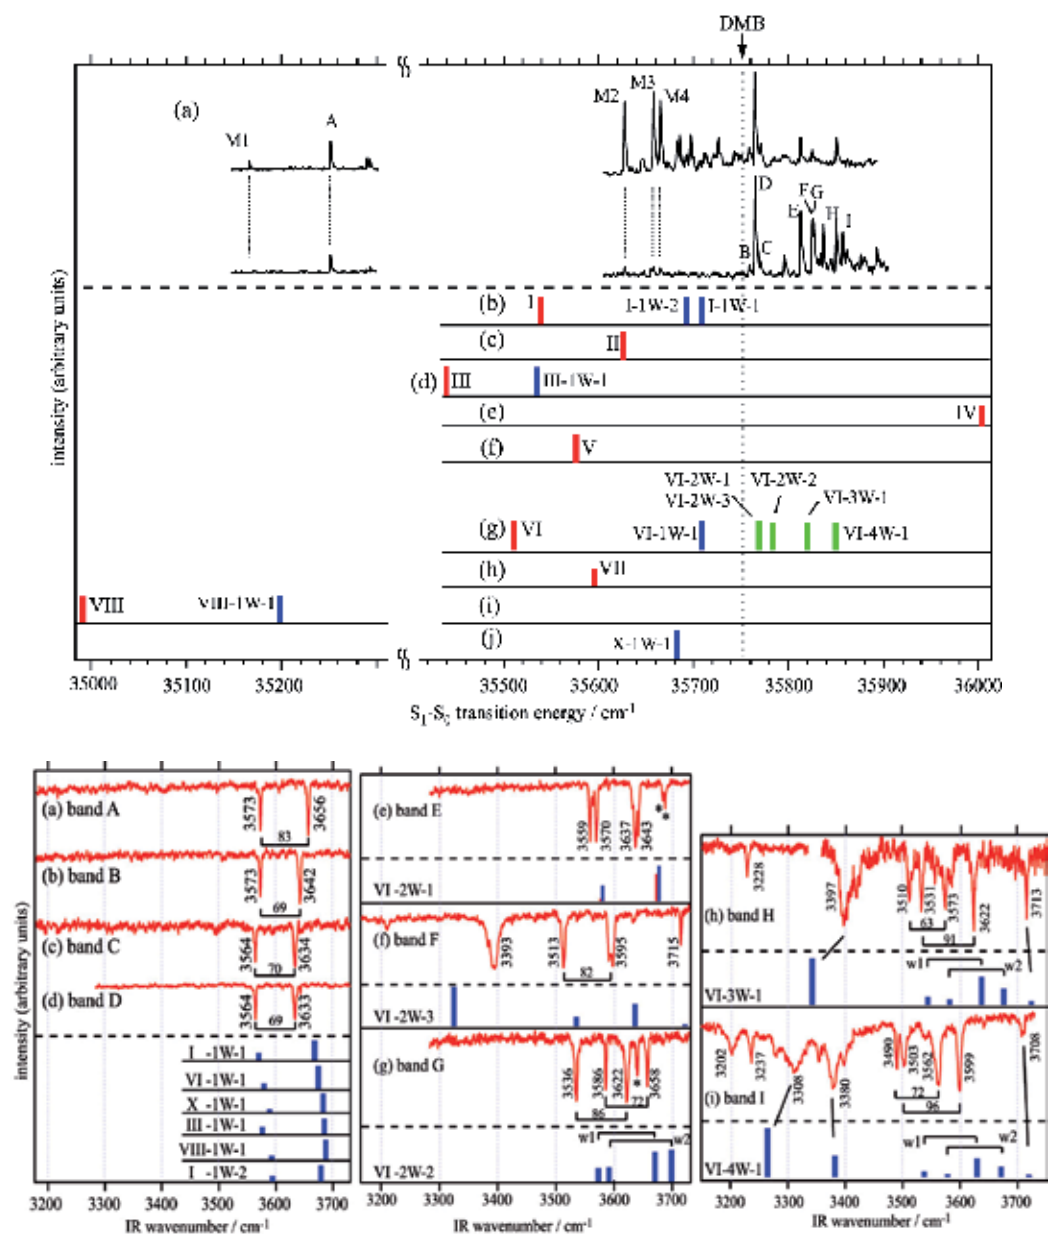 DMB
(a)
M1
A
M2
M3
M4
D
E
F
G
H
I
B
C
intensity (arbitrary units)
(b)
I
I-1W-2
I-1W-1
(c)
II
(d)
III
III-1W-1
(e)
IV
(f)
V
VI-2W-1
VI-2W-2
VI-2W-3
VI-3W-1
(g)
VI
VI-1W-1
VI-4W-1
(h)
VII
VIII
VIII-1W-1
(i)
(j)
X-1W-1
35000 35100 35200 35500 35600 35700 35800 35900 36000
S1-S0 transition energy / cm-1
intensity (arbitrary units)
(a) band A
3573
3656
83
(b) band B
3573
3642
69
(c) band C
3564
3634
70
(d) band D
3564
3633
69
I -1W-1
VI -1W-1
X -1W-1
III -1W-1
VIII-1W-1
I -1W-2
3200 3300 3400 3500 3600 3700
IR wavenumber / cm-1
(e) band E
3559
3570
3637
3643
*
*
VI -2W-1
(f) band F
3393
3513
3595
3715
82
VI -2W-3
(g) band G
3536
3586
3622
*
3658
72
86
w1
w2
VI -2W-2
3200 3300 3400 3500 3600 3700
IR wavenumber / cm-1
(h) band H
3228
3397
3510
3531
3573
3622
3713
63
91
w1
w2
VI-3W-1
(i) band I
3202
3237
3308
3380
3490
3503
3562
3599
3708
72
96
w1
w2
VI-4W-1
3200 3300 3400 3500 3600 3700
IR wavenumber / cm-1